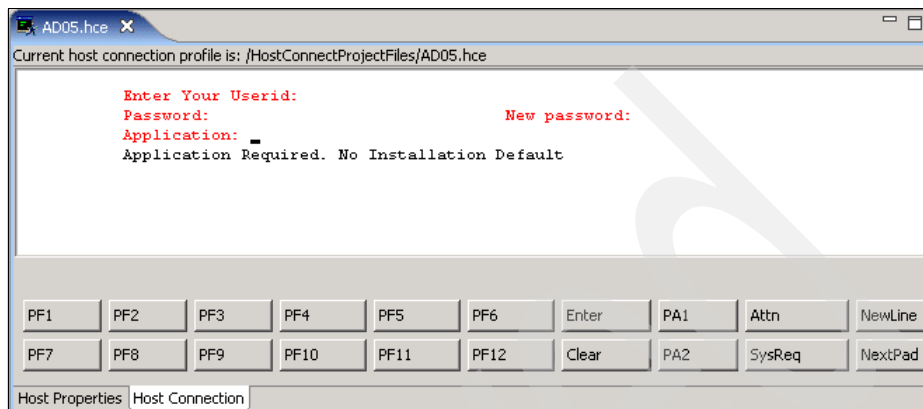 AD05.hce
Current host connection profile is: /HostConnectProjectFiles/AD05.hce
Enter Your Userid:
Password: New password:
Application:
Application Required. No Installation Default
PF1 PF2 PF3 PF4 PF5 PF6 Enter PA1 Attn NewLine
PF7 PF8 PF9 PF10 PF11 PF12 Clear PA2 SysReq NextPad
Host Properties Host Connection